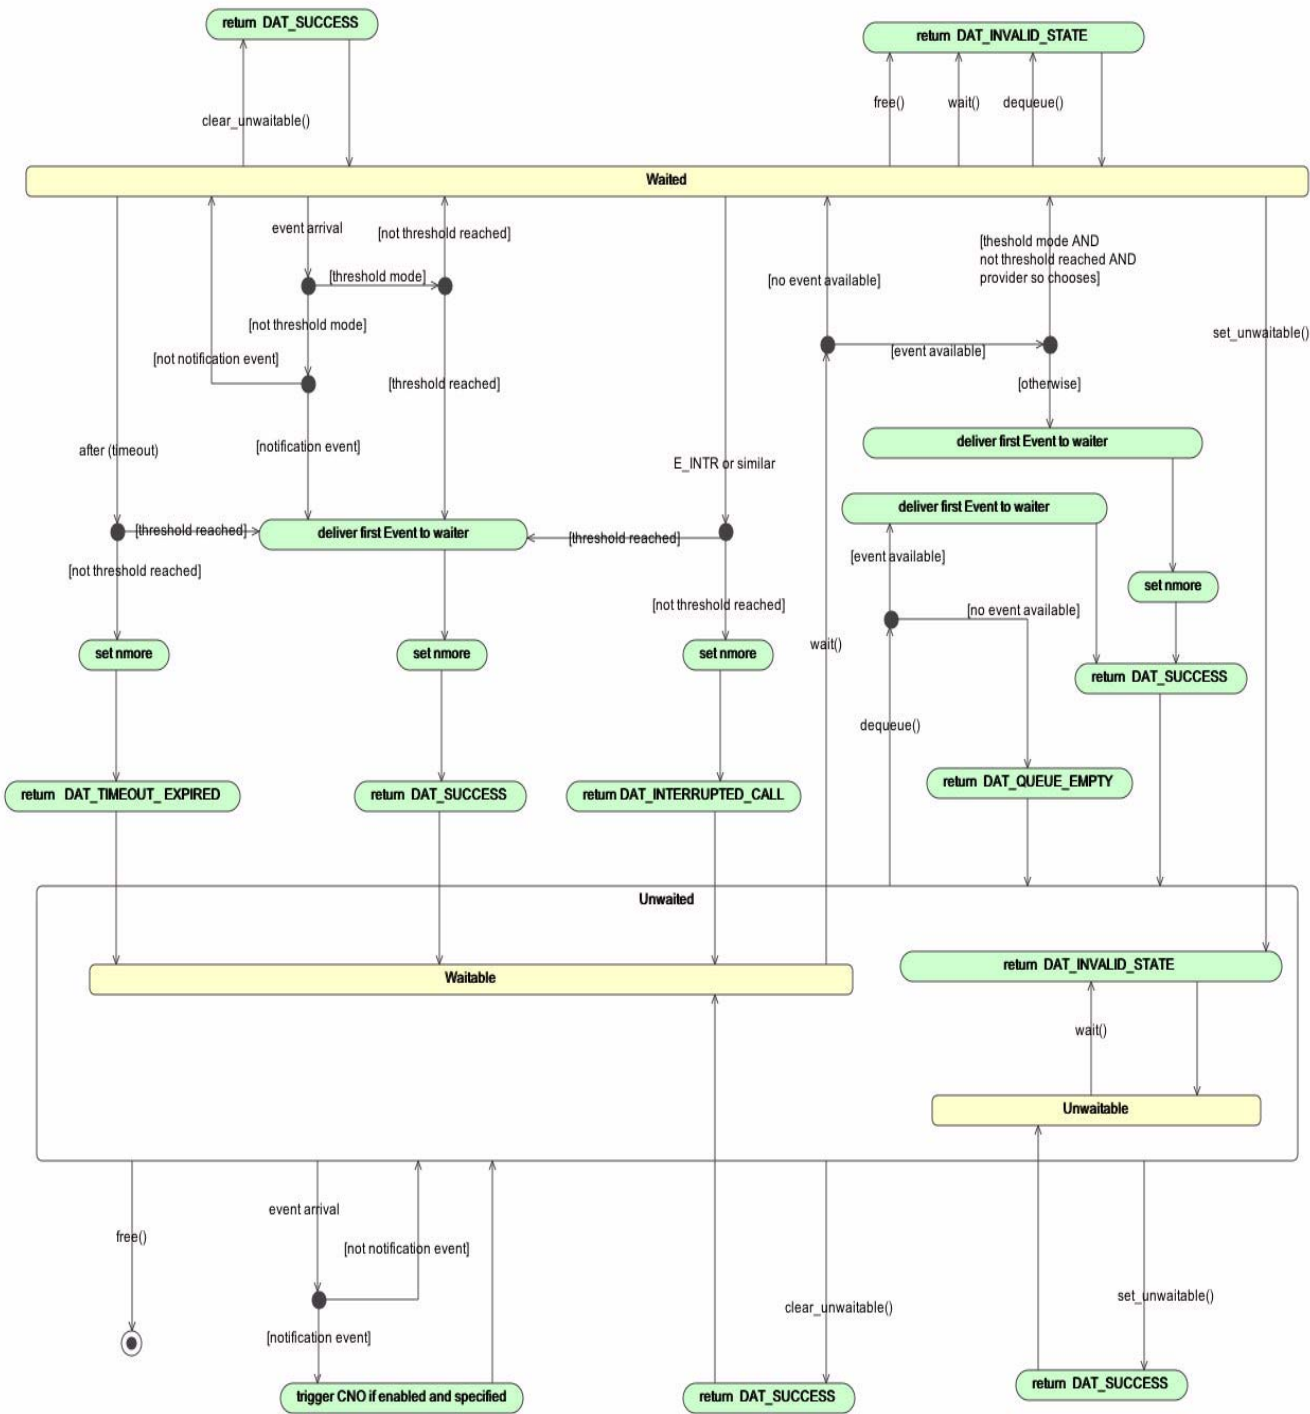 return  DAT_SUCCESS
return  DAT_INVALID_STATE
free()
wait()
dequeue()
clear_unwaitable()
Waited
event arrival
[not threshold reached]
[theshold mode AND
not threshold reached AND
provider so chooses]
[threshold mode]
[no event available]
[not threshold mode]
set_unwaitable()
[not notification event]
[event available]
[threshold reached]
[otherwise]
after (timeout)
[notification event]
deliver first Event to waiter
E_INTR or similar
deliver first Event to waiter
[threshold reached]
deliver first Event to waiter
[threshold reached]
[event available]
[not threshold reached]
set nmore
[not threshold reached]
[no event available]
set nmore
set nmore
set nmore
wait()
return  DAT_SUCCESS
dequeue()
return  DAT_TIMEOUT_ EXPIRED
return  DAT_SUCCESS
return DAT_INTERRUPTED_CALL
return  DAT_QUEUE_EMPTY
Unwaited
Waitable
return  DAT_INVALID_STATE
wait()
Unwaitable
event arrival
free()
[not notification event]
clear_unwaitable()
set_unwaitable()
[notification event]
trigger CNO if enabled and specified
return  DAT_SUCCESS
return  DAT_SUCCESS